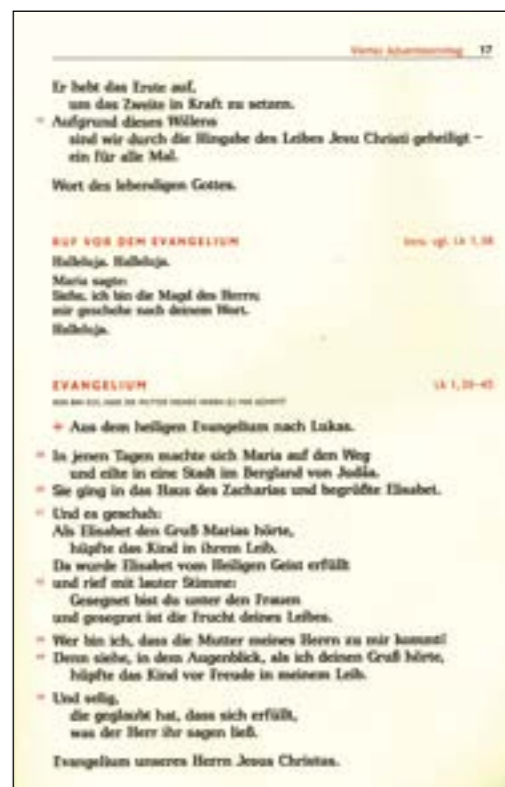 Vierter Adventssonntag 17
Er hebt das Erste auf,
um das Zweite in Kraft zu setzen.
10 Aufgrund dieses Willens
sind wir durch die Hingabe des Leibes Jesu Christi geheiligt –
ein für alle Mal.
Wort des lebendigen Gottes.
RUF VOR DEM EVANGELIUM vgl. Lk 1,38
Halleluja. Halleluja.
Maria sagte:
Siehe, ich bin die Magd des Herrn;
mir geschehe nach deinem Wort.
Halleluja.
EVANGELIUM Lk 1,39–45
+ Aus dem heiligen Evangelium nach Lukas.
In jenen Tagen machte sich Maria auf den Weg
und eilte in eine Stadt im Bergland von Judäa.
Sie ging in das Haus des Zacharias und begrüßte Elisabet.
Und es geschah:
Als Elisabet den Gruß Marias hörte,
hüpfte das Kind in ihrem Leib.
Da wurde Elisabet vom Heiligen Geist erfüllt
und rief mit lauter Stimme:
Gesegnet bist du unter den Frauen
und gesegnet ist die Frucht deines Leibes.
Wer bin ich, dass die Mutter meines Herrn zu mir kommt?
Denn siehe, in dem Augenblick, als ich deinen Gruß hörte,
hüpfte das Kind vor Freude in meinem Leib.
Und selig,
die geglaubt hat, dass sich erfüllt,
was der Herr ihr sagen ließ.
Evangelium unseres Herrn Jesus Christus.